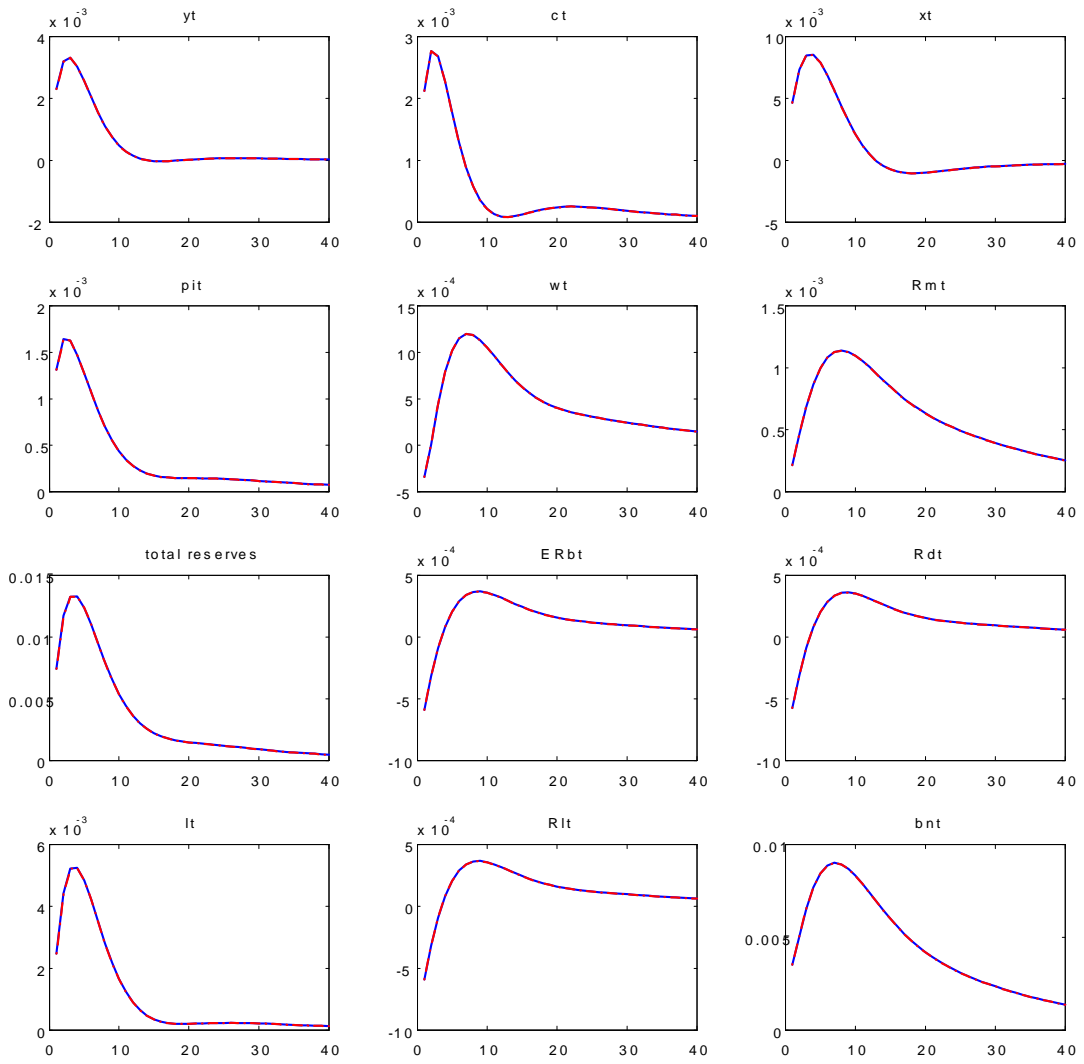 yt ct xt
x 10^-3 x 10^-3 x 10^-3
4 3 10
2 2 5
0 1 0
-2 0 -5
0 10 20 30 40 0 10 20 30 40 0 10 20 30 40
pit wt Rmt
x 10^-3 x 10^-4 x 10^-3
2 15 1.5
1.5 10 1
1 5 0.5
0.5 0 0
0 -5
0 10 20 30 40 0 10 20 30 40 0 10 20 30 40
total reserves ERbt Rdt
x 10^-4 x 10^-4
0.015 5 5
0.01 0 0
0.005 -5 -5
0 -10 -10
0 10 20 30 40 0 10 20 30 40 0 10 20 30 40
lt Rlt bnt
x 10^-3 x 10^-4
6 5 0.01
4 0 0.005
2 -5 0
0 -10
0 10 20 30 40 0 10 20 30 40 0 10 20 30 40